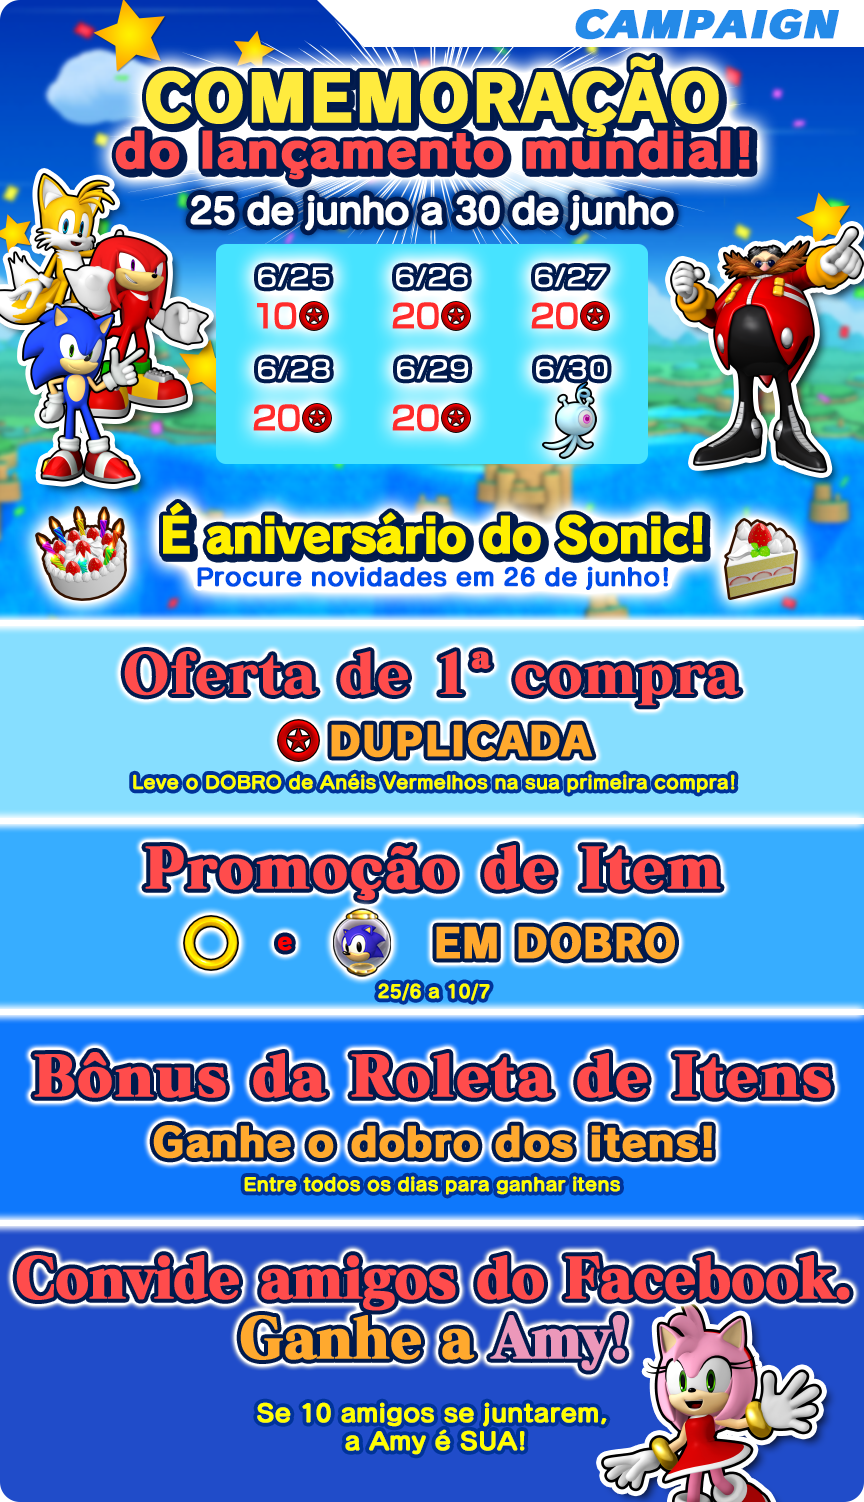 CAMPAIGN
COMEMORAÇÃO
do lançamento mundial!
25 de junho a 30 de junho
6/25 6/26 6/27
10 20 20
6/28 6/29 6/30
20 20
É aniversário do Sonic!
Procure novidades em 26 de junho!
Oferta de 1ª compra
DUPLICADA
Leve o DOBRO de Anéis Vermelhos na sua primeira compra!
Promoção de Item
e EM DOBRO
25/6 a 10/7
Bônus da Roleta de Itens
Ganhe o dobro dos itens!
Entre todos os dias para ganhar itens
Convide amigos do Facebook.
Ganhe a Amy!
Se 10 amigos se juntarem,
a Amy é SUA!